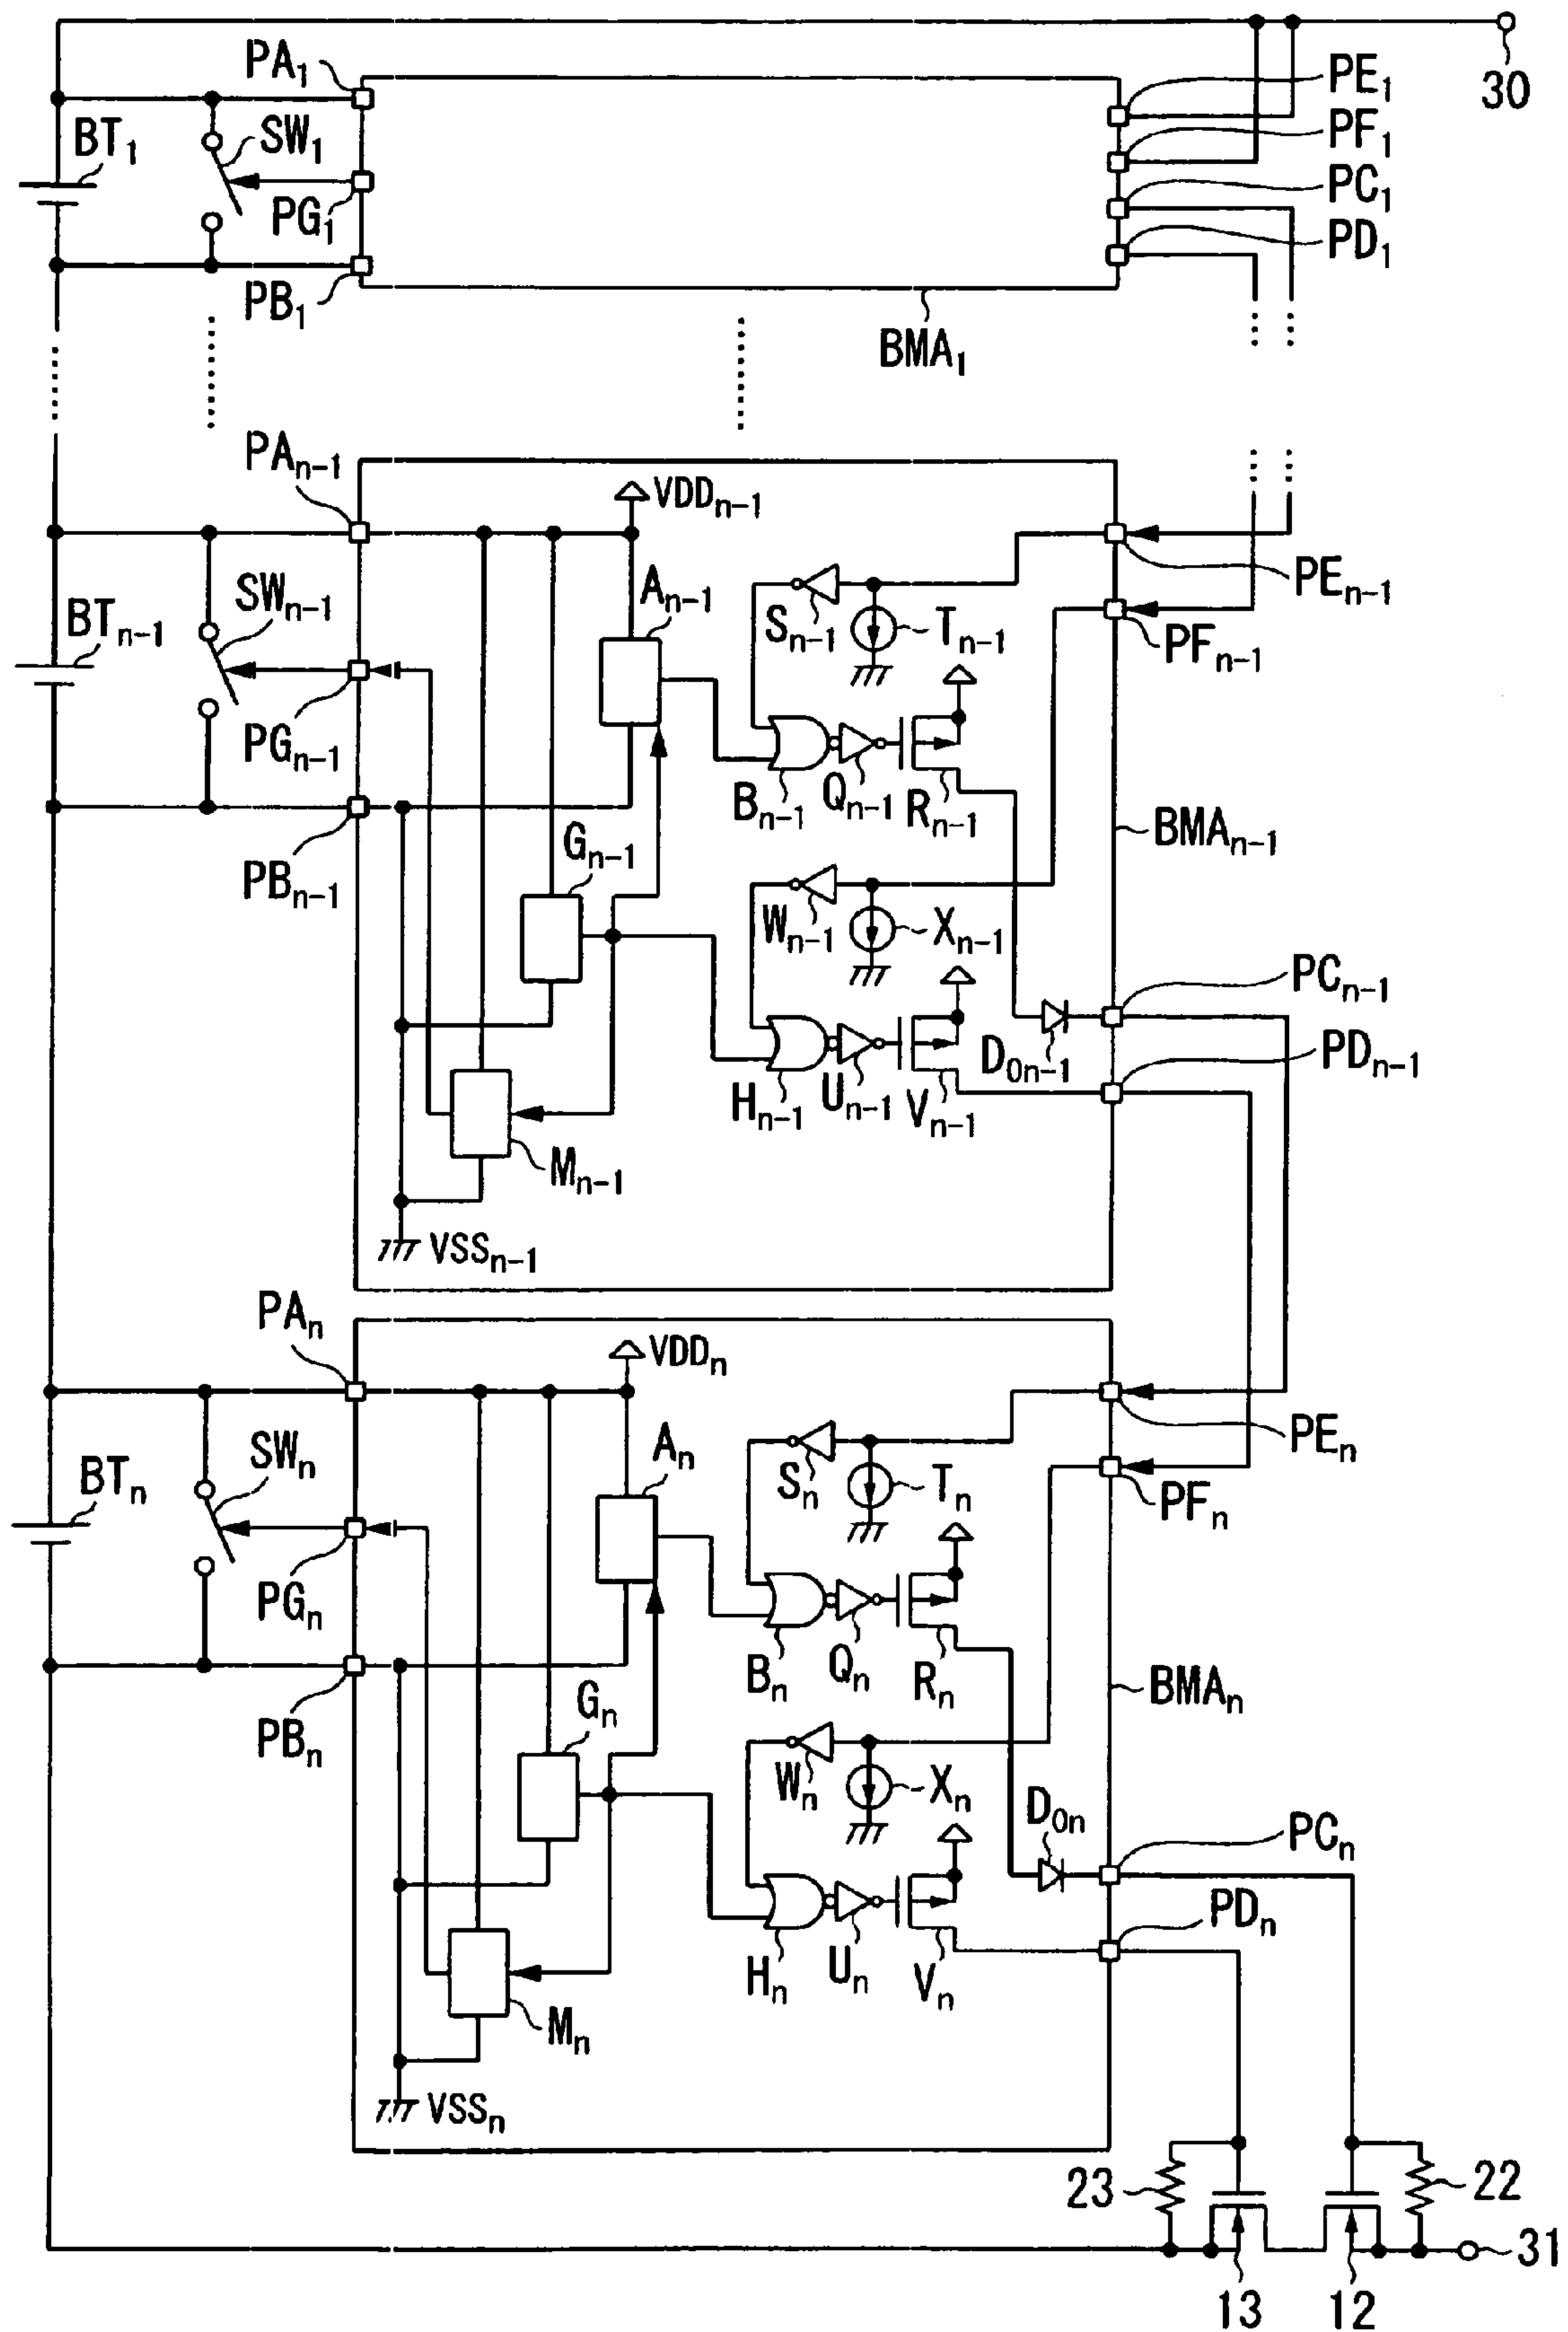 PA1
PE1
30
PF1
BT1
SW1
PC1
PG1
PD1
PB1
BMA1
PAn-1
VDDn-1
An-1
PEn-1
SWn-1
Sn-1
Tn-1
BTn-1
PFn-1
PGn-1
Bn-1
Qn-1
Rn-1
BMAn-1
Gn-1
PBn-1
Wn-1
Xn-1
PCn-1
D0n-1
PDn-1
Hn-1
Un-1
Vn-1
Mn-1
VSSn-1
PAn
VDDn
An
PEn
SWn
BTn
Sn
Tn
PFn
PGn
Bn
Qn
Rn
BMAn
Gn
PBn
Wn
Xn
D0n
PCn
PDn
Hn
Un
Vn
Mn
VSSn
23
22
31
13
12